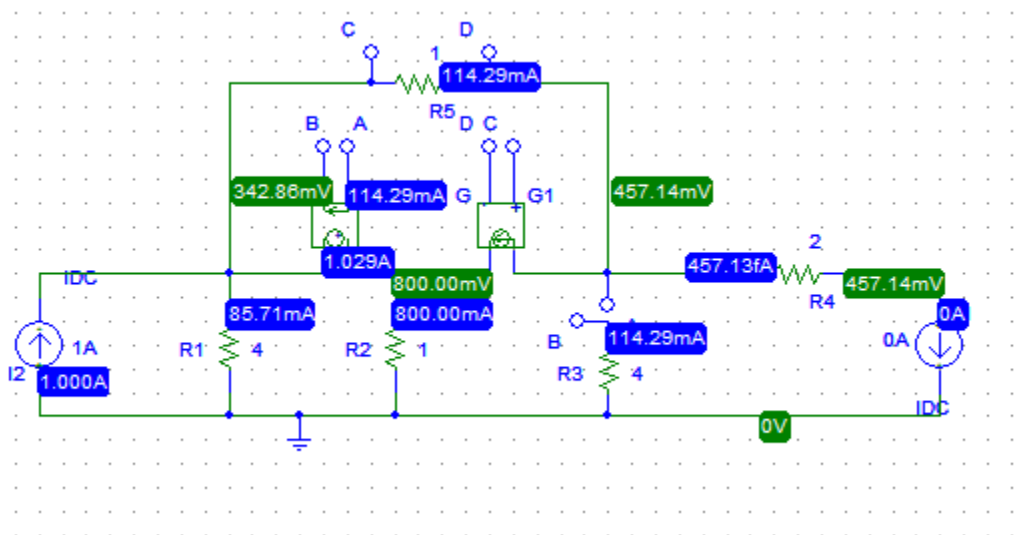 C D
1
114.29mA
R5
B A D C
342.86mV 114.29mA G G1 457.14mV
1.029A
2
IDC 800.00mV 457.13fA 457.14mV
R4
85.71mA 800.00mA 0A
I2 1A R1 4 R2 1 B 114.29mA 0A
R3 4
1.000A
IDC
0V